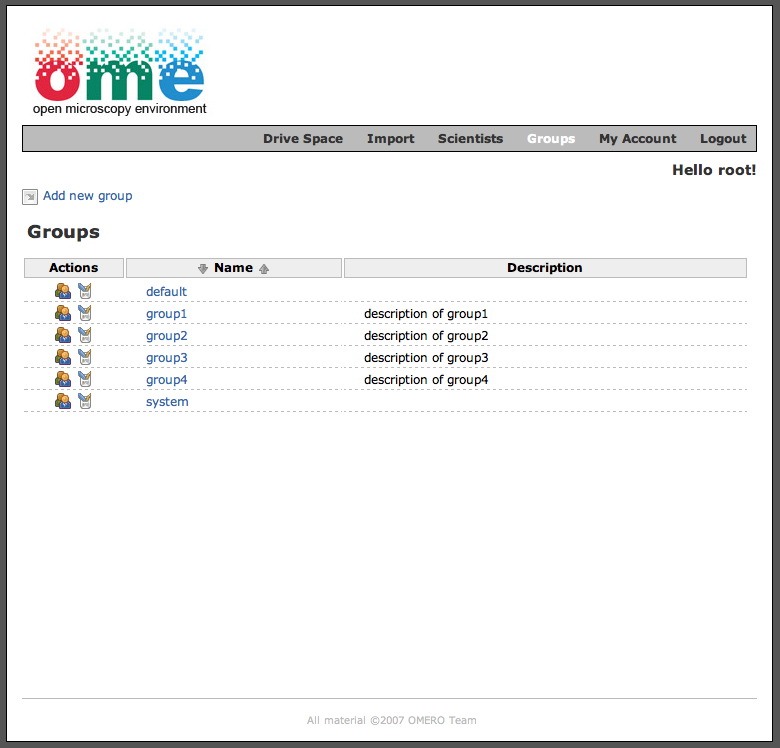 ome
open microscopy environment
Drive Space Import Scientists Groups My Account Logout
Hello root!
Add new group
Groups
Actions Name Description
default
group1 description of group1
group2 description of group2
group3 description of group3
group4 description of group4
system
All material ©2007 OMERO Team